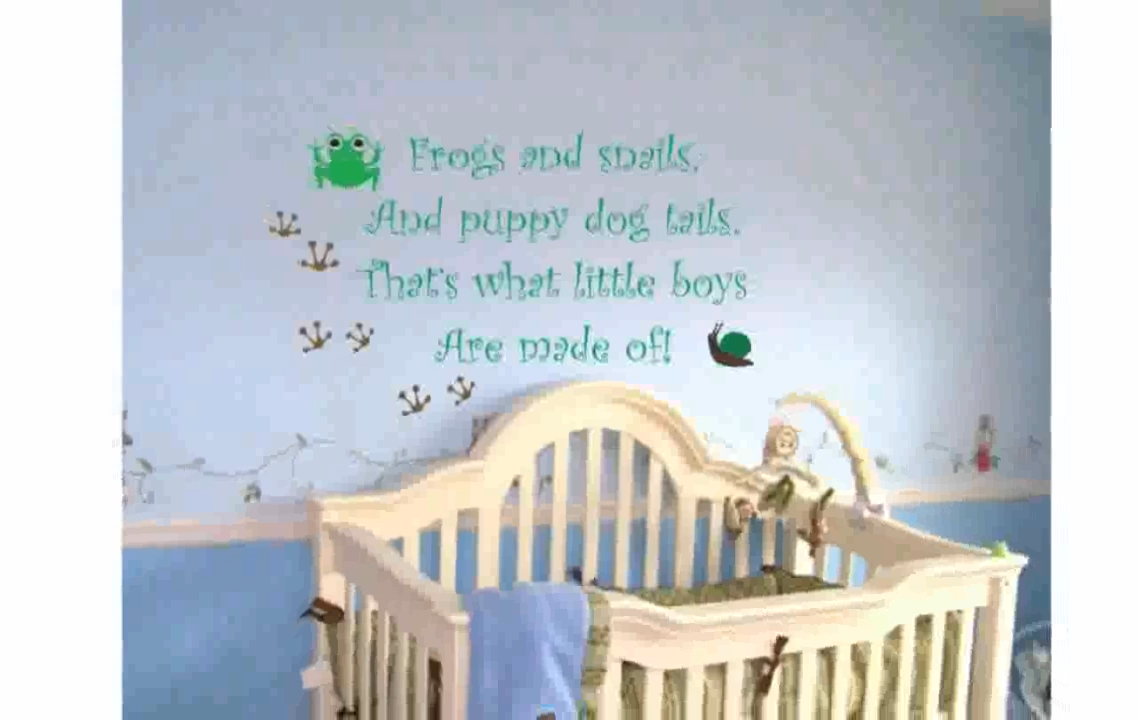 Frogs and snails,
And puppy dog tails,
That's what little boys
Are made of!